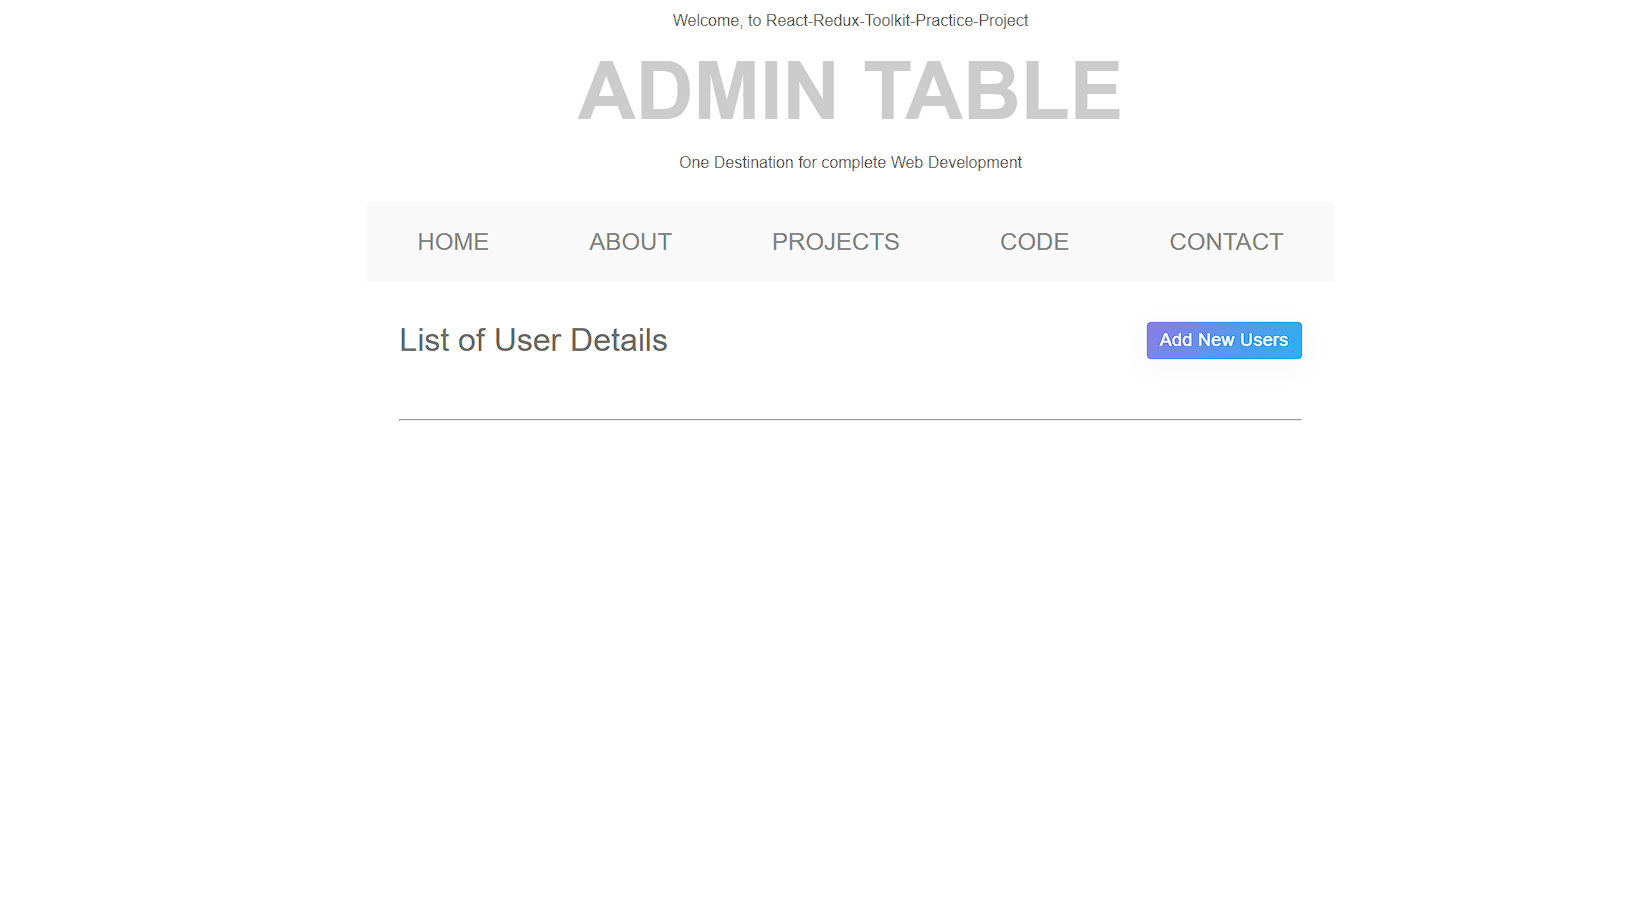 Welcome, to React-Redux-Toolkit-Practice-Project
ADMIN TABLE
One Destination for complete Web Development
HOME ABOUT PROJECTS CODE CONTACT
List of User Details Add New Users